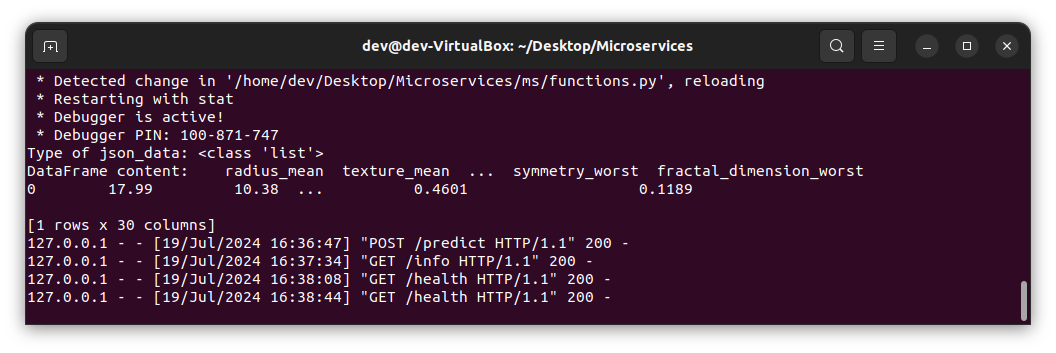 dev@dev-VirtualBox: ~/Desktop/Microservices
* Detected change in '/home/dev/Desktop/Microservices/ms/functions.py', reloading
* Restarting with stat
* Debugger is active!
* Debugger PIN: 100-871-747
Type of json_data: <class 'list'>
DataFrame content:    radius_mean  texture_mean  ...  symmetry_worst  fractal_dimension_worst
0        17.99         10.38  ...          0.4601                   0.1189
[1 rows x 30 columns]
127.0.0.1 - - [19/Jul/2024 16:36:47] "POST /predict HTTP/1.1" 200 -
127.0.0.1 - - [19/Jul/2024 16:37:34] "GET /info HTTP/1.1" 200 -
127.0.0.1 - - [19/Jul/2024 16:38:08] "GET /health HTTP/1.1" 200 -
127.0.0.1 - - [19/Jul/2024 16:38:44] "GET /health HTTP/1.1" 200 -